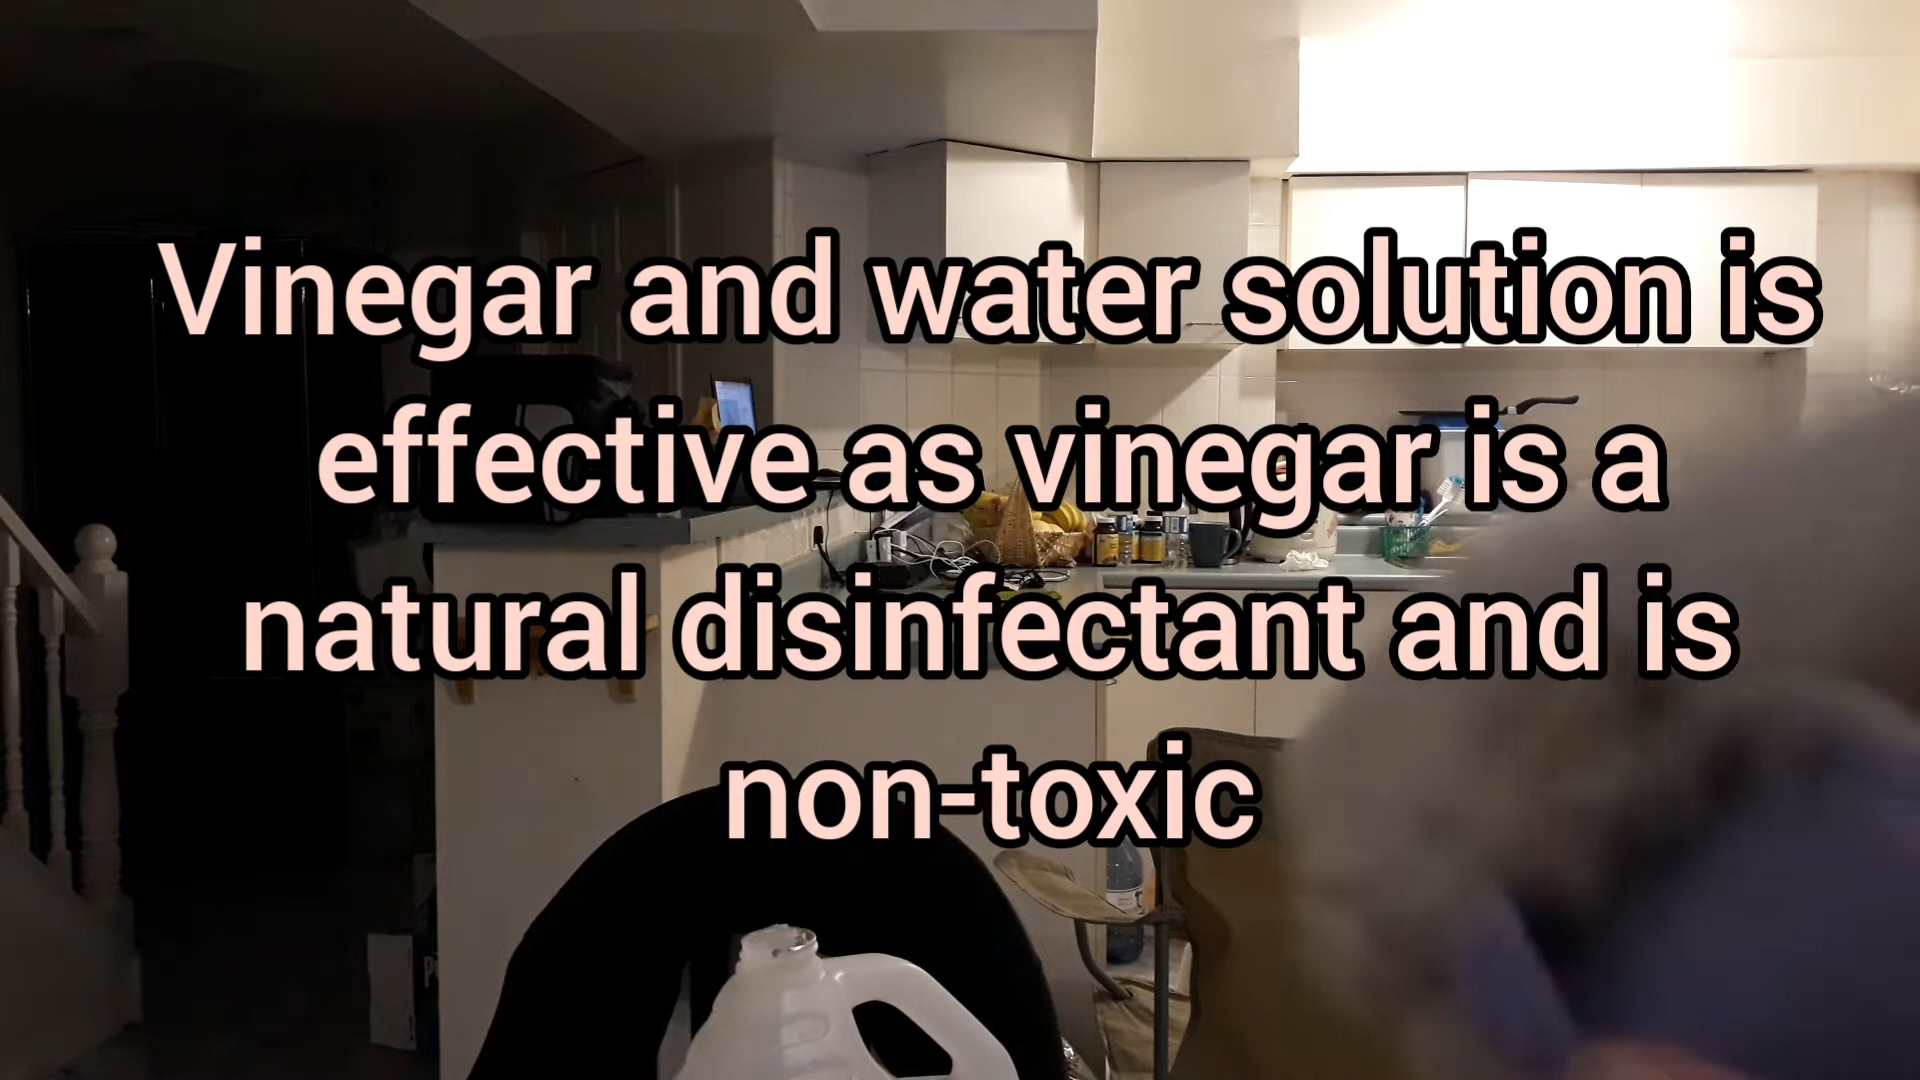 Vinegar and water solution is
effective as vinegar is a
natural disinfectant and is
non-toxic